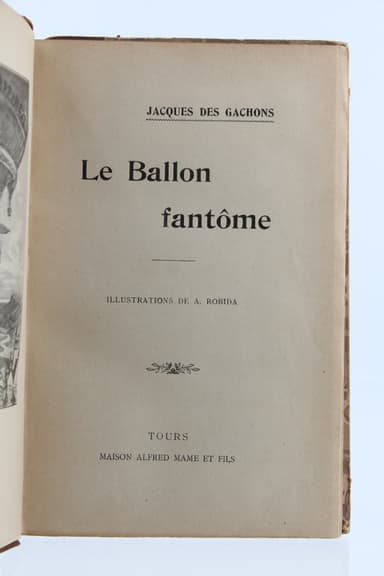 JACQUES DES GACHONS
Le Ballon
fantôme
ILLUSTRATIONS DE A. ROBIDA
TOURS
MAISON ALFRED MAME ET FILS